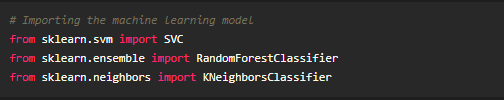 # Importing the machine learning model
from sklearn.svm import SVC
from sklearn.ensemble import RandomForestClassifier
from sklearn.neighbors import KNeighborsClassifier